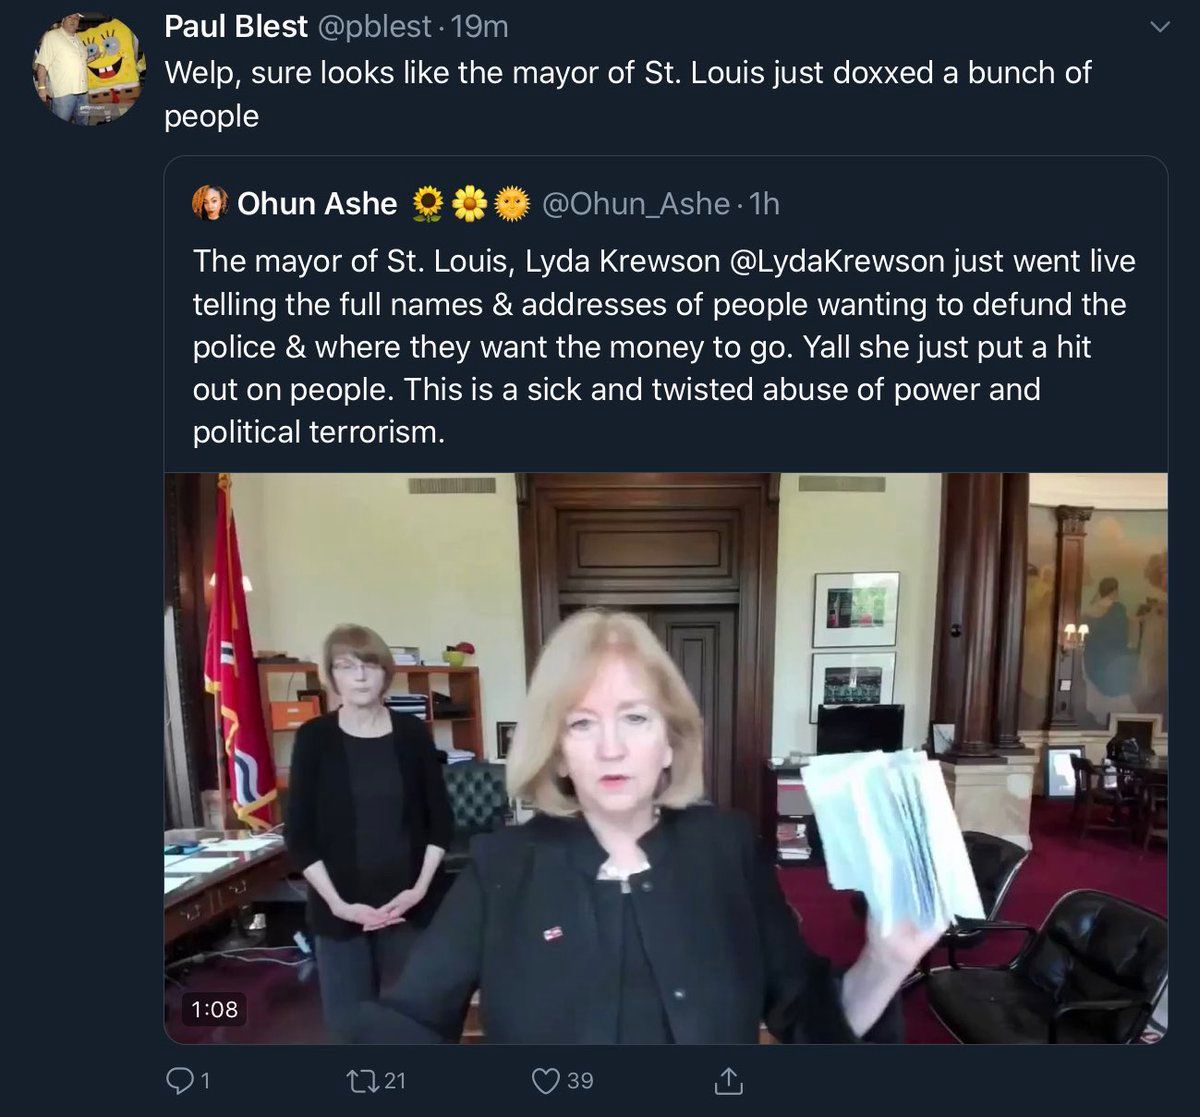 Paul Blest @pblest · 19m
Welp, sure looks like the mayor of St. Louis just doxxed a bunch of
people
Ohun Ashe 🌻🌼🌞 @Ohun_Ashe · 1h
The mayor of St. Louis, Lyda Krewson @LydaKrewson just went live
telling the full names & addresses of people wanting to defund the
police & where they want the money to go. Yall she just put a hit
out on people. This is a sick and twisted abuse of power and
political terrorism.
1:08
1 21 39